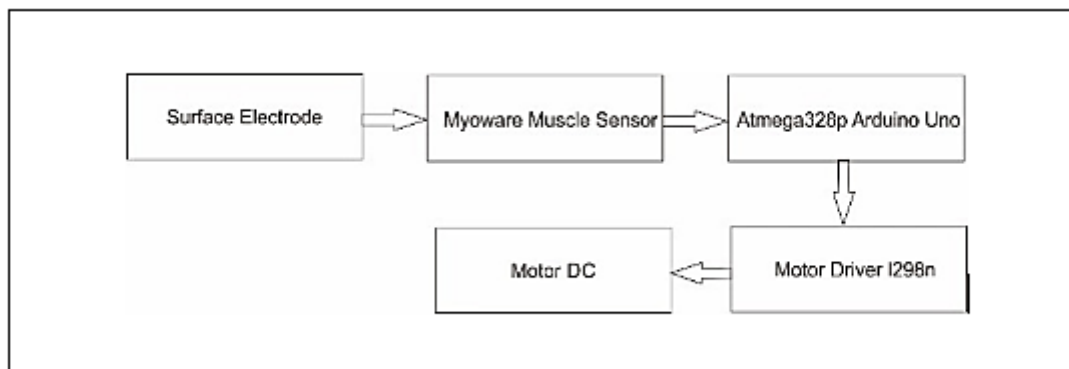 Surface Electrode
Myoware Muscle Sensor
Atmega328p Arduino Uno
Motor DC
Motor Driver l298n